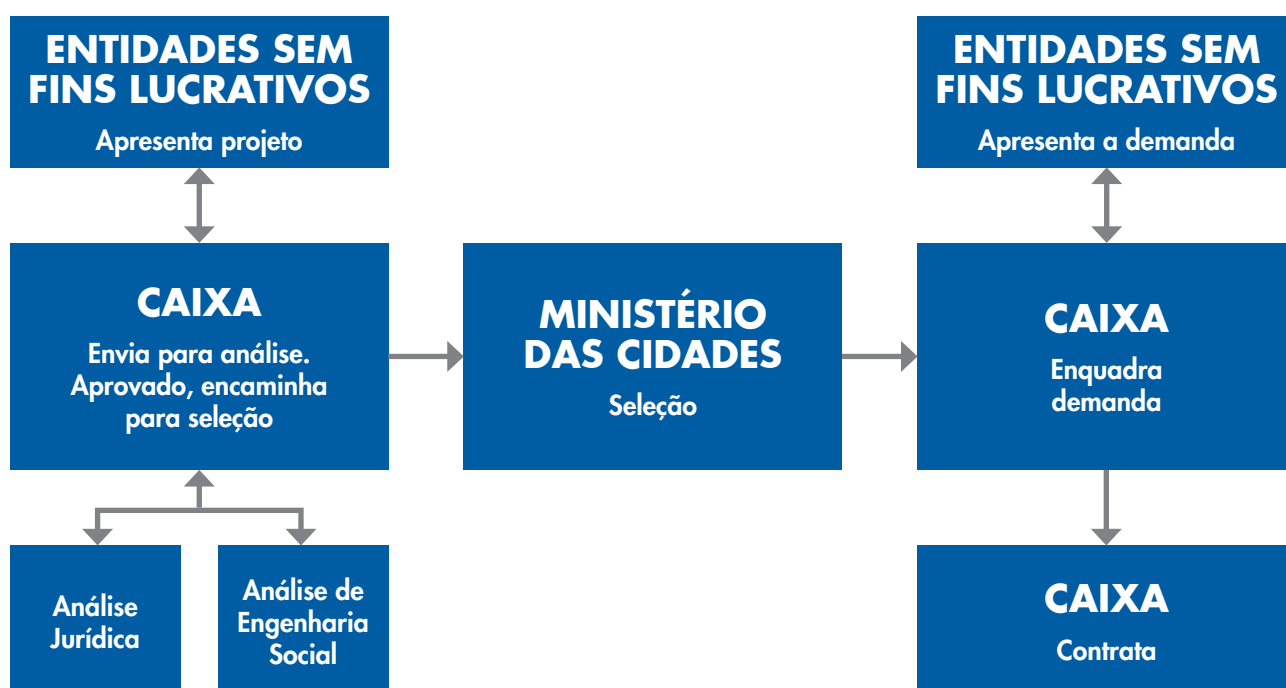 ENTIDADES SEM
FINS LUCRATIVOS
Apresenta projeto
ENTIDADES SEM
FINS LUCRATIVOS
Apresenta a demanda
CAIXA
Envia para análise.
Aprovado, encaminha
para seleção
MINISTÉRIO
DAS CIDADES
Seleção
CAIXA
Enquadra
demanda
Análise
Jurídica
Análise de
Engenharia
Social
CAIXA
Contrata